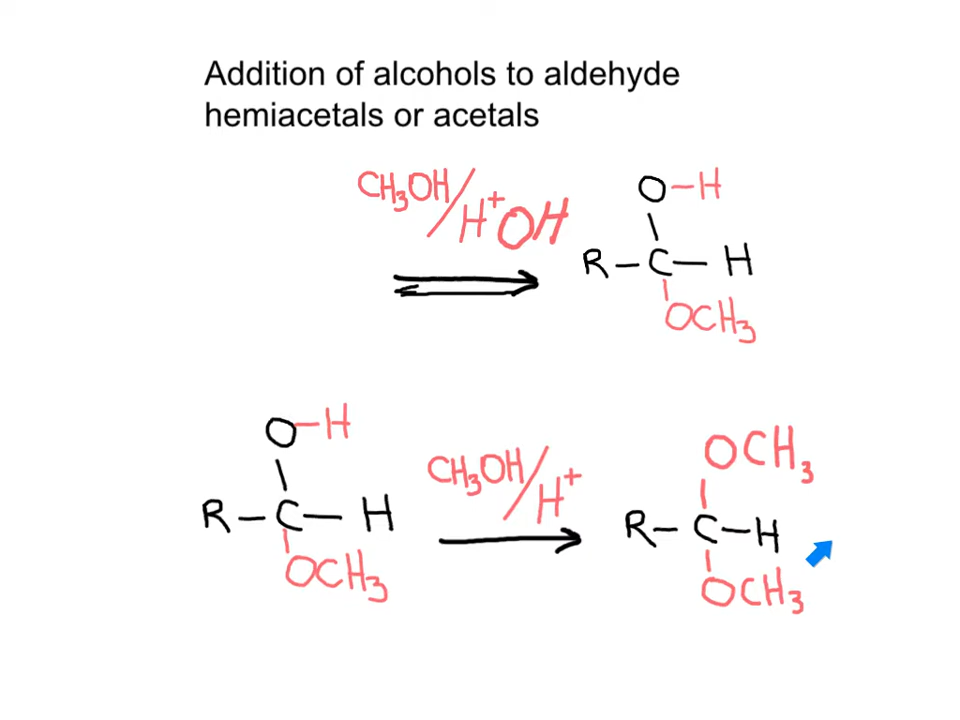 Addition of alcohols to aldehyde
hemiacetals or acetals
CH₃OH/H⁺OH
O-H
R-C-H
OCH₃
O-H
R-C-H
OCH₃
CH₃OH/H⁺
OCH₃
R-C-H
OCH₃